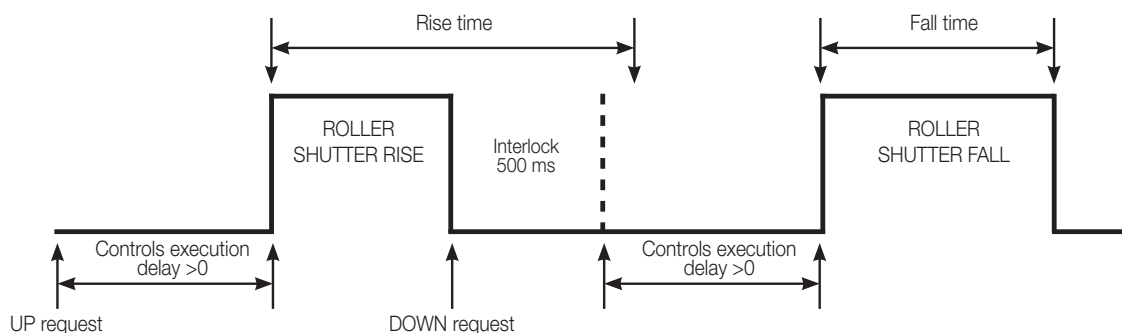 Rise time
Fall time
ROLLER
SHUTTER RISE
Interlock
500 ms
ROLLER
SHUTTER FALL
Controls execution
delay >0
Controls execution
delay >0
UP request
DOWN request